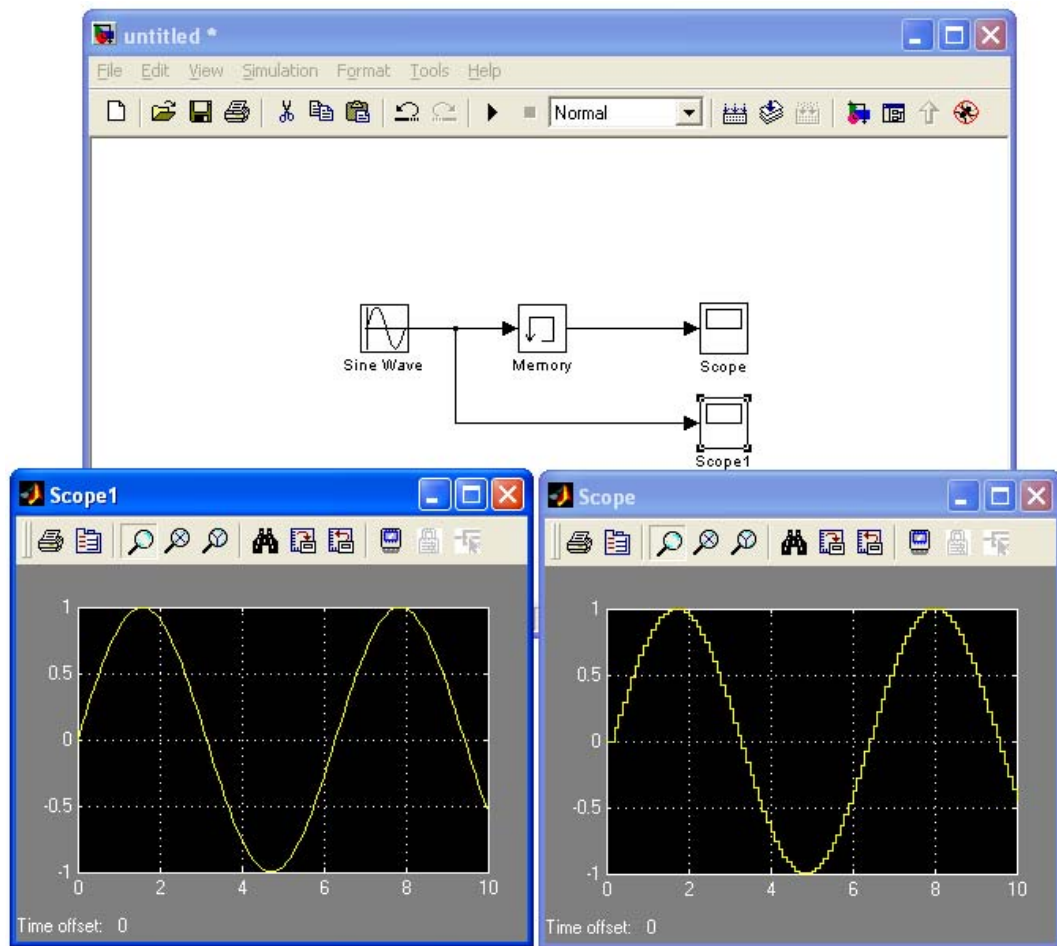 untitled *
File Edit View Simulation Format Tools Help
Normal
Sine Wave
Memory
Scope
Scope1
Scope1
1
0.5
0
-0.5
-1
0 2 4 6 8 10
Time offset: 0
Scope
1
0.5
0
-0.5
-1
0 2 4 6 8 10
Time offset: 0